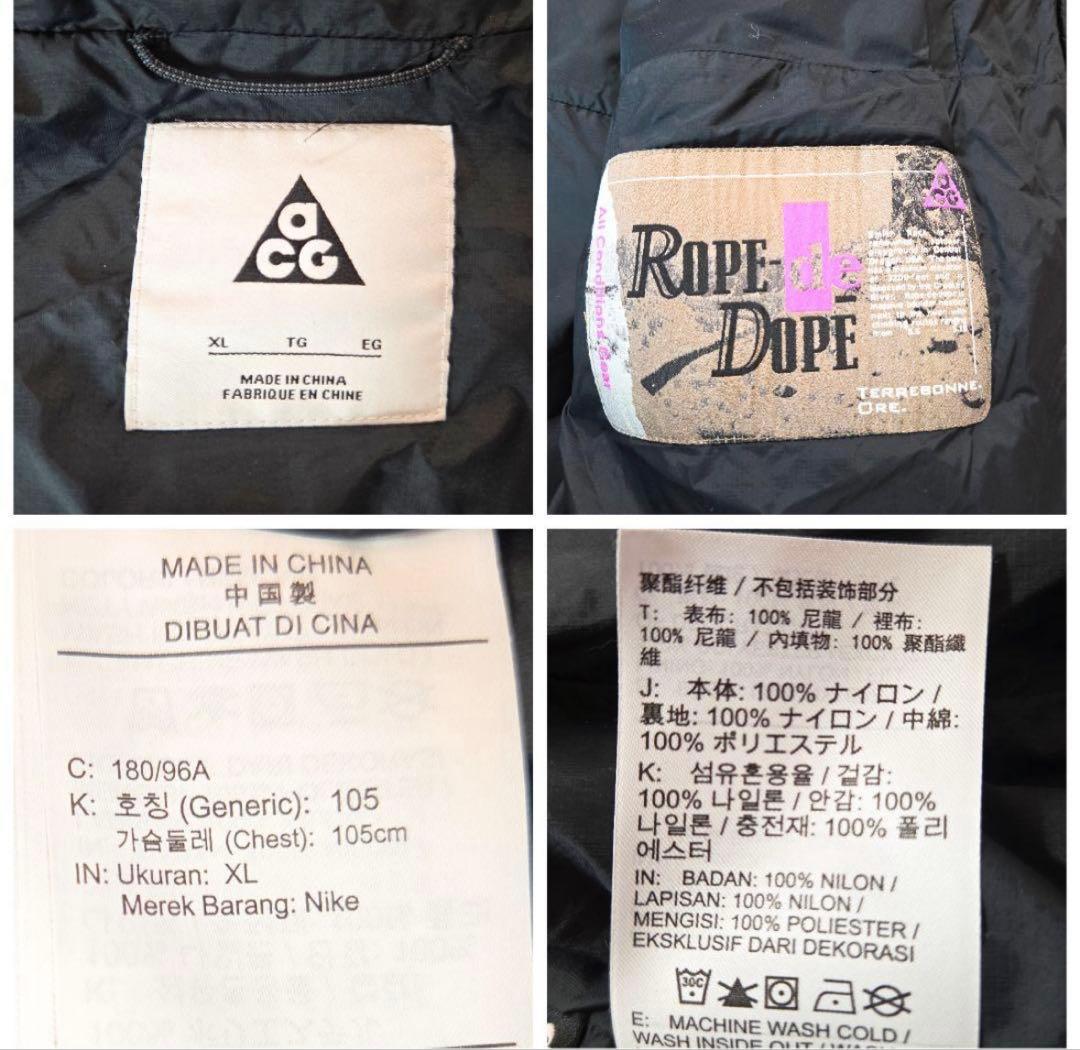 aCG
XL TG EG
MADE IN CHINA
FABRIQUE EN CHINE
aCG
All Conditions Gear
ROPE-de
DOPE
TERREBONNE.
ORE.
MADE IN CHINA
中国製
DIBUAT DI CINA
C: 180/96A
K: 호칭 (Generic): 105
가슴둘레 (Chest): 105cm
IN: Ukuran: XL
Merek Barang: Nike
聚酯纤维 / 不包括装饰部分
T: 表布: 100% 尼龍 / 裡布:
100% 尼龍 / 內填物: 100% 聚酯纖
維
J: 本体: 100% ナイロン /
裏地: 100% ナイロン / 中綿:
100% ポリエステル
K: 섬유혼용율 / 겉감:
100% 나일론 / 안감: 100%
나일론 / 충전재: 100% 폴리
에스터
IN: BADAN: 100% NILON /
LAPISAN: 100% NILON /
MENGISI: 100% POLIESTER /
EKSKLUSIF DARI DEKORASI
30C
E: MACHINE WASH COLD /
WASH INSIDE OUT / WASH